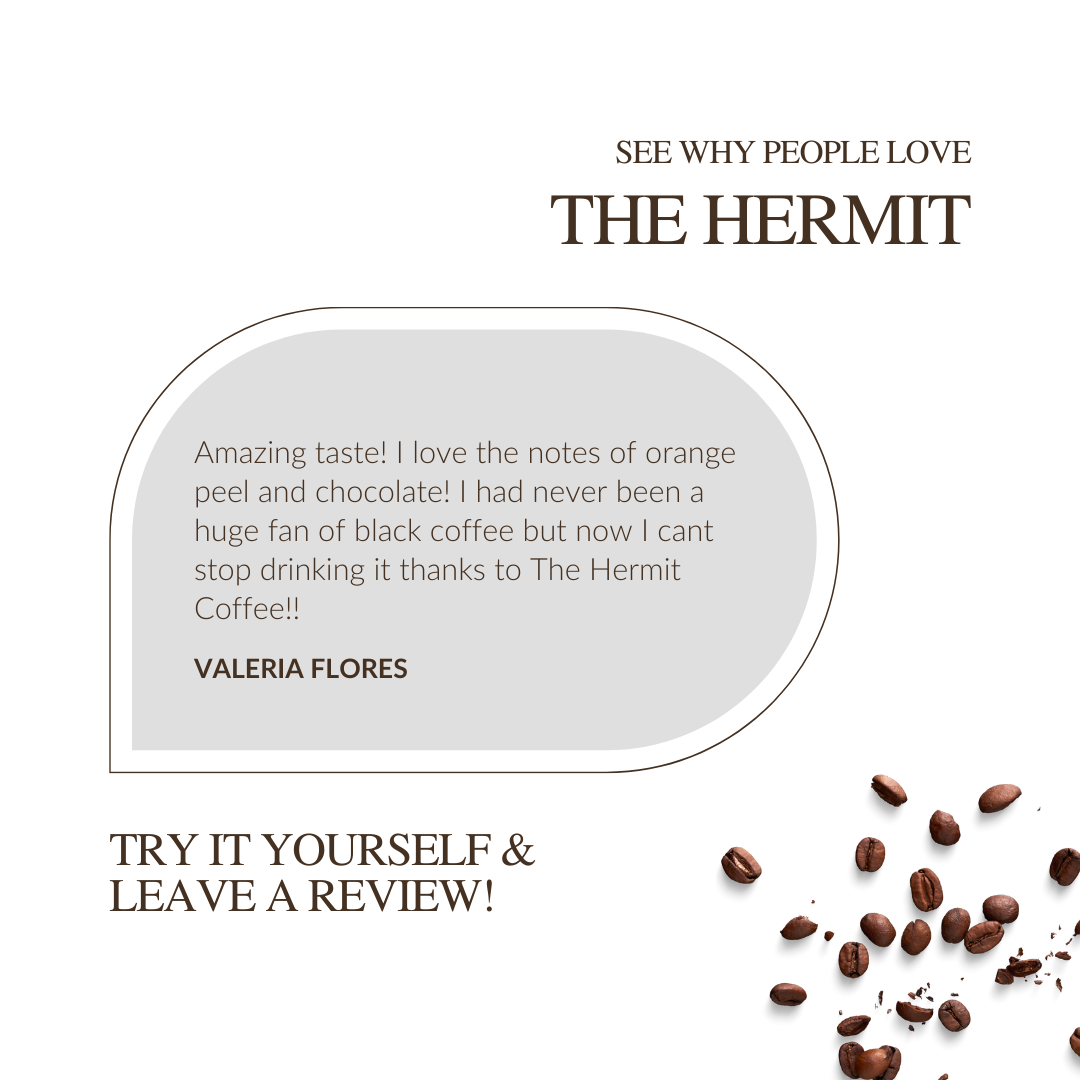 SEE WHY PEOPLE LOVE
THE HERMIT
Amazing taste! I love the notes of orange
peel and chocolate! I had never been a
huge fan of black coffee but now I cant
stop drinking it thanks to The Hermit
Coffee!!
VALERIA FLORES
TRY IT YOURSELF &
LEAVE A REVIEW!